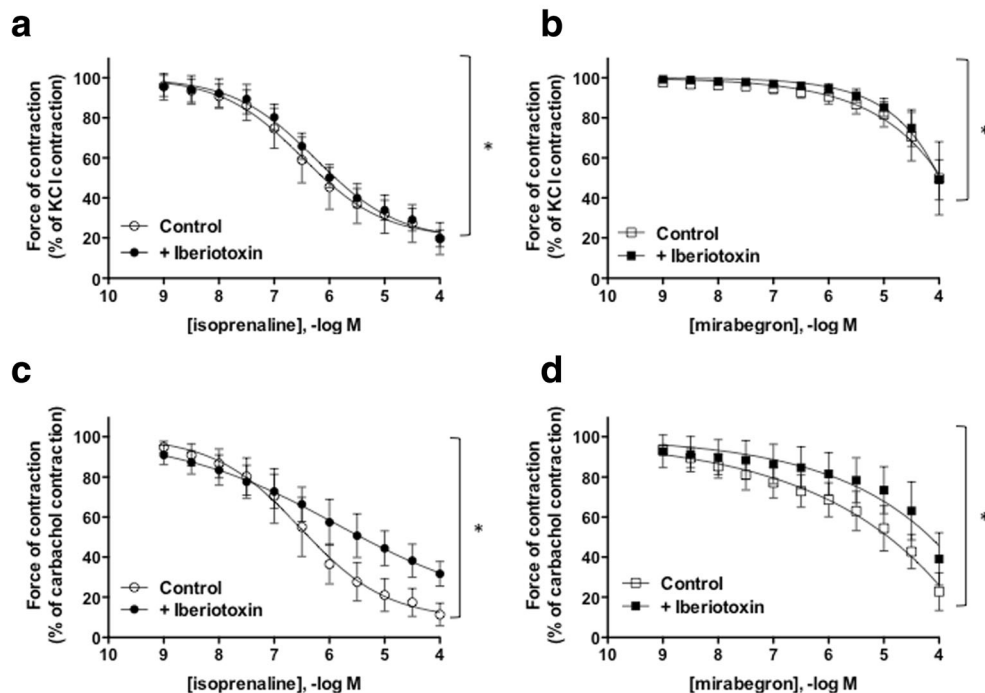 a
Force of contraction
(% of KCl contraction)
100
80
60
40
20
0
10 9 8 7 6 5 4
[isoprenaline], -log M
Control
+ Iberiotoxin
*
b
Force of contraction
(% of KCl contraction)
100
80
60
40
20
0
10 9 8 7 6 5 4
[mirabegron], -log M
Control
+ Iberiotoxin
*
c
Force of contraction
(% of carbachol contraction)
100
80
60
40
20
0
10 9 8 7 6 5 4
[isoprenaline], -log M
Control
+ Iberiotoxin
*
d
Force of contraction
(% of carbachol contraction)
100
80
60
40
20
0
10 9 8 7 6 5 4
[mirabegron], -log M
Control
+ Iberiotoxin
*